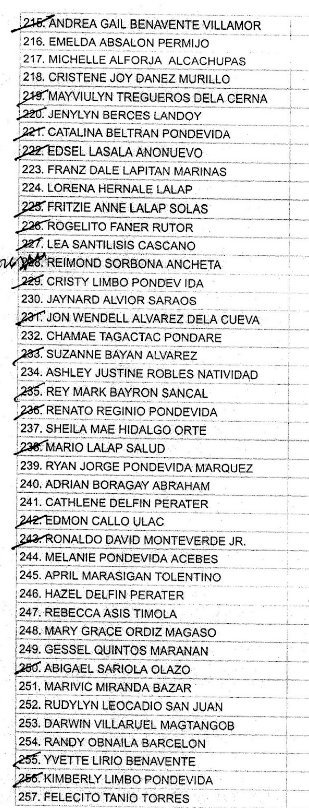 215. ANDREA GAIL BENAVENTE VILLAMOR
216. EMELDA ABSALON PERMIJO
217. MICHELLE ALFORJA ALCACHUPAS
218. CRISTENE JOY DANEZ MURILLO
219. MAYVIULYN TREGUEROS DELA CERNA
220. JENYLYN BERCES LANDOY
221. CATALINA BELTRAN PONDEVIDA
222. EDSEL LASALA ANONUEVO
223. FRANZ DALE LAPITAN MARINAS
224. LORENA HERNALE LALAP
225. FRITZIE ANNE LALAP SOLAS
226. ROGELITO FANER RUTOR
227. LEA SANTILISIS CASCANO
228. REIMOND SORBONA ANCHETA
229. CRISTY LIMBO PONDEV IDA
230. JAYNARD ALVIOR SARAOS
231. JON WENDELL ALVAREZ DELA CUEVA
232. CHAMAE TAGACTAC PONDARE
233. SUZANNE BAYAN ALVAREZ
234. ASHLEY JUSTINE ROBLES NATIVIDAD
235. REY MARK BAYRON SANCAL
236. RENATO REGINIO PONDEVIDA
237. SHEILA MAE HIDALGO ORTE
238. MARIO LALAP SALUD
239. RYAN JORGE PONDEVIDA MARQUEZ
240. ADRIAN BORAGAY ABRAHAM
241. CATHLENE DELFIN PERATER
242. EDMON CALLO ULAC
243. RONALDO DAVID MONTEVERDE JR.
244. MELANIE PONDEVIDA ACEBES
245. APRIL MARASIGAN TOLENTINO
246. HAZEL DELFIN PERATER
247. REBECCA ASIS TIMOLA
248. MARY GRACE ORDIZ MAGASO
249. GESSEL QUINTOS MARANAN
250. ABIGAEL SARIOLA OLAZO
251. MARIVIC MIRANDA BAZAR
252. RUDYLYN LEOCADIO SAN JUAN
253. DARWIN VILLARUEL MAGTANGOB
254. RANDY OBNAILA BARCELON
255. YVETTE LIRIO BENAVENTE
256. KIMBERLY LIMBO PONDEVIDA
257. FELECITO TANIO TORRES